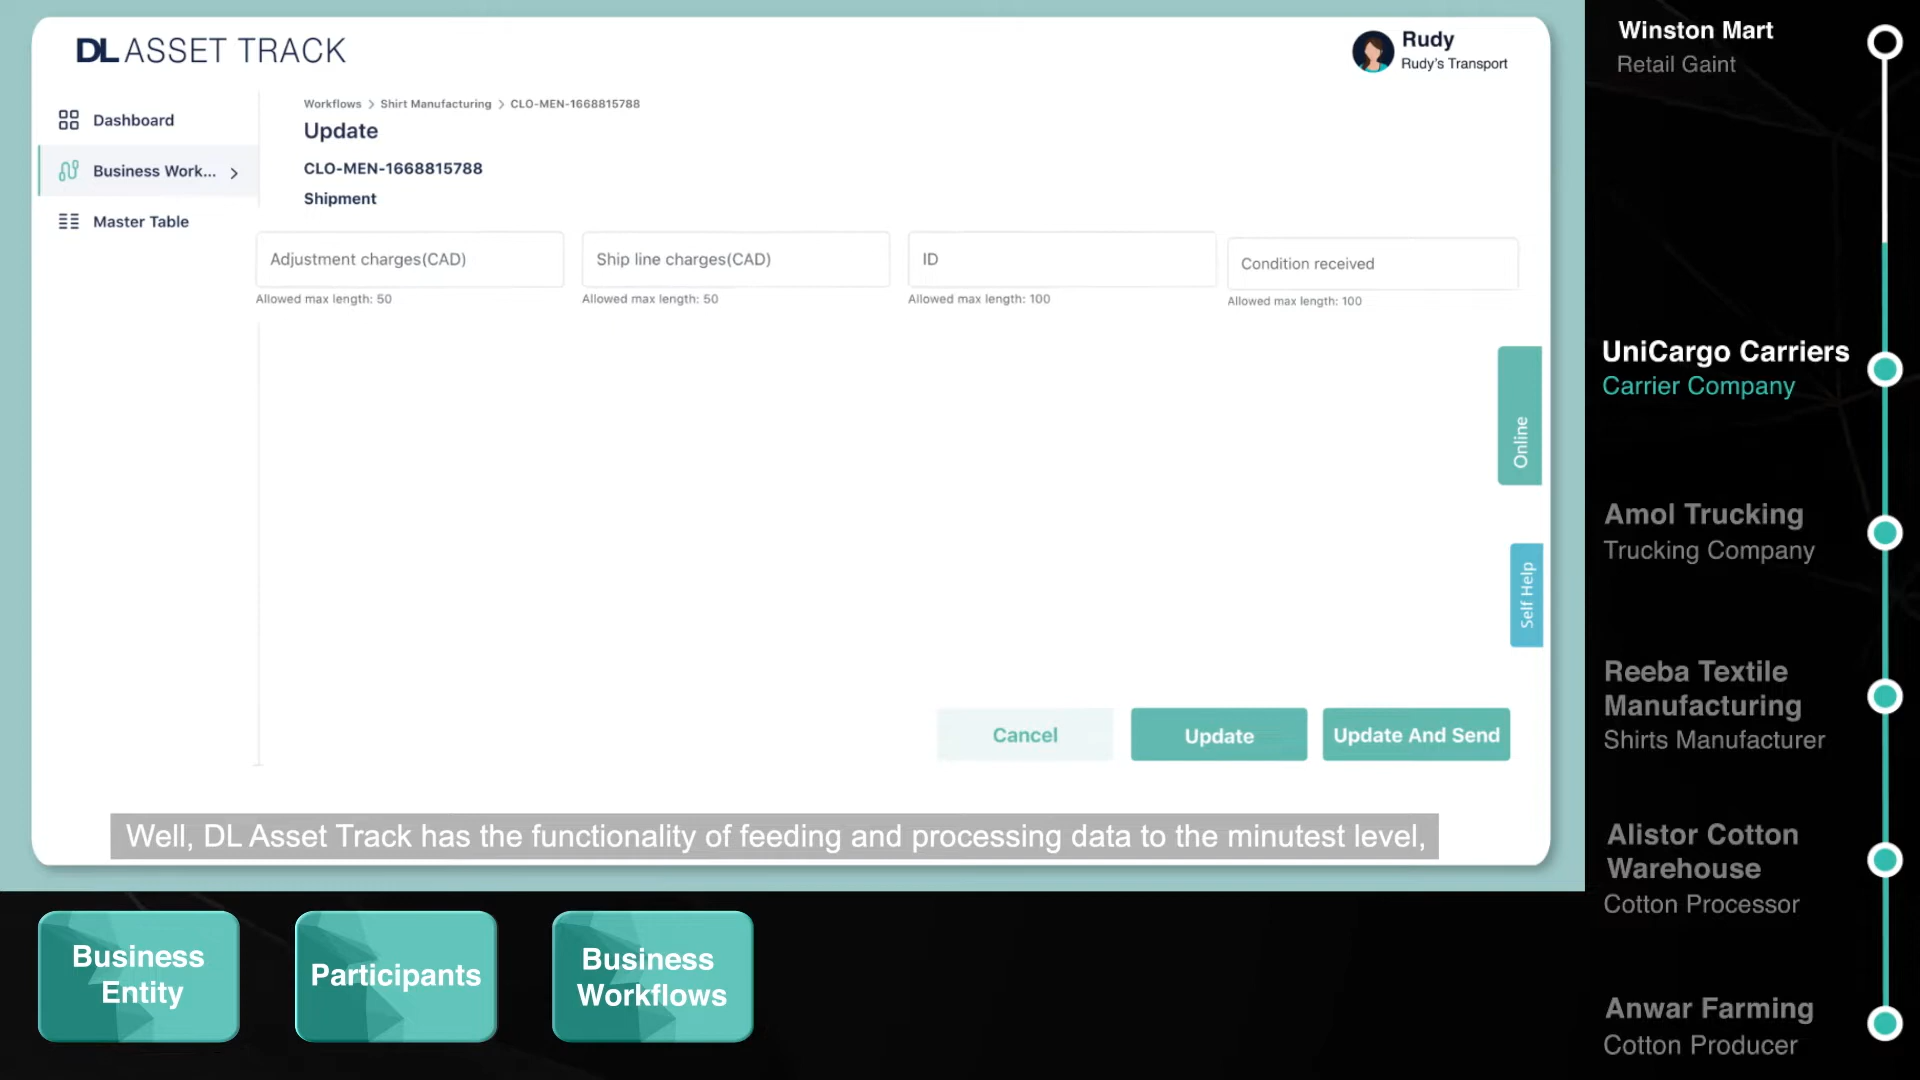 DL ASSET TRACK
Rudy
Rudy's Transport
Dashboard
Business Work...
Master Table
Workflows > Shirt Manufacturing > CLO-MEN-1668815788
Update
CLO-MEN-1668815788
Shipment
Adjustment charges(CAD)
Allowed max length: 50
Ship line charges(CAD)
Allowed max length: 50
ID
Allowed max length: 100
Condition received
Allowed max length: 100
Online
Self Help
Cancel
Update
Update And Send
Well, DL Asset Track has the functionality of feeding and processing data to the minutest level,
Business
Entity
Participants
Business
Workflows
Winston Mart
Retail Gaint
UniCargo Carriers
Carrier Company
Amol Trucking
Trucking Company
Reeba Textile
Manufacturing
Shirts Manufacturer
Alistor Cotton
Warehouse
Cotton Processor
Anwar Farming
Cotton Producer